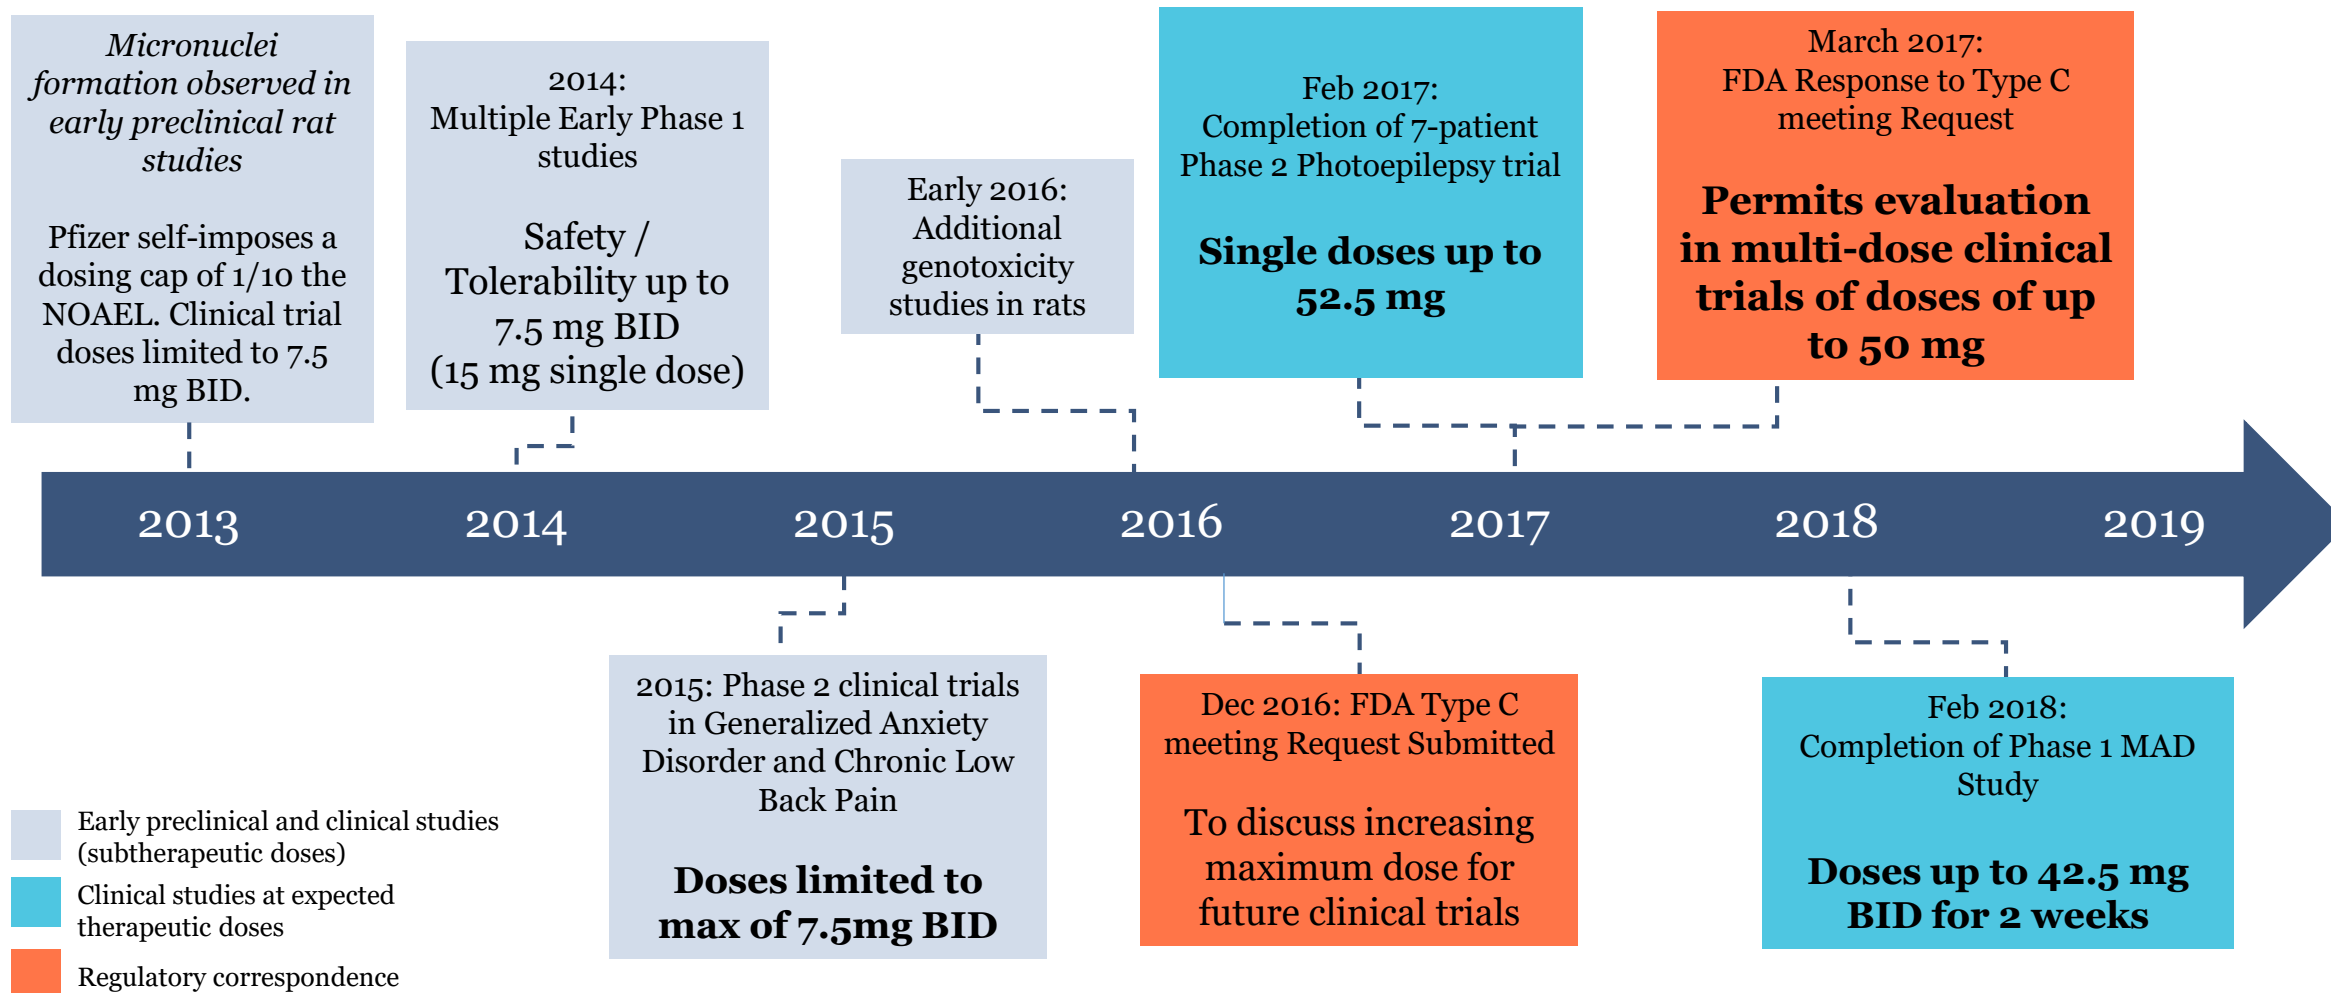 Micronuclei
formation observed in
early preclinical rat
studies
Pfizer self-imposes a
dosing cap of 1/10 the
NOAEL. Clinical trial
doses limited to 7.5
mg BID.
2014:
Multiple Early Phase 1
studies
Safety /
Tolerability up to
7.5 mg BID
(15 mg single dose)
Early 2016:
Additional
genotoxicity
studies in rats
Feb 2017:
Completion of 7-patient
Phase 2 Photoepilepsy trial
Single doses up to
52.5 mg
March 2017:
FDA Response to Type C
meeting Request
Permits evaluation
in multi-dose clinical
trials of doses of up
to 50 mg
2013 2014 2015 2016 2017 2018 2019
2015: Phase 2 clinical trials
in Generalized Anxiety
Disorder and Chronic Low
Back Pain
Doses limited to
max of 7.5mg BID
Dec 2016: FDA Type C
meeting Request Submitted
To discuss increasing
maximum dose for
future clinical trials
Feb 2018:
Completion of Phase 1 MAD
Study
Doses up to 42.5 mg
BID for 2 weeks
Early preclinical and clinical studies
(subtherapeutic doses)
Clinical studies at expected
therapeutic doses
Regulatory correspondence